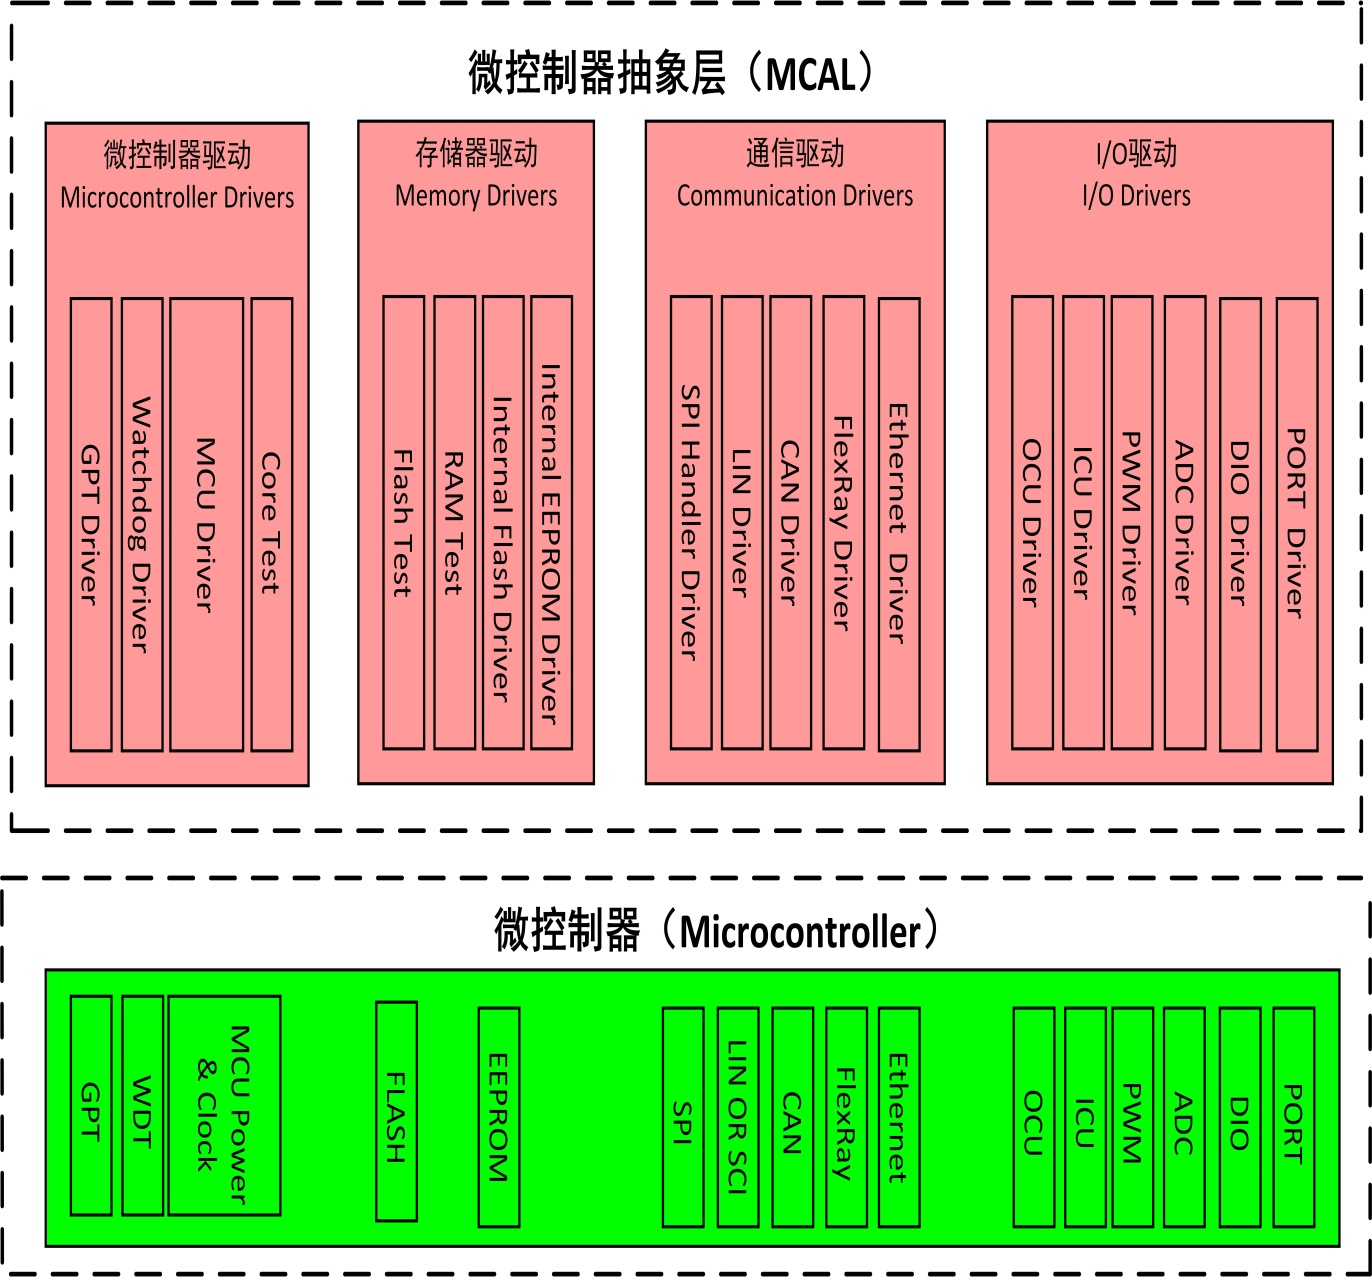 微控制器抽象层（MCAL）
微控制器驱动
Microcontroller Drivers
GPT Driver
Watchdog Driver
MCU Driver
Core Test
存储器驱动
Memory Drivers
Flash Test
RAM Test
Internal Flash Driver
Internal EEPROM Driver
通信驱动
Communication Drivers
SPI Handler Driver
LIN Driver
CAN Driver
FlexRay Driver
Ethernet Driver
I/O驱动
I/O Drivers
OCU Driver
ICU Driver
PWM Driver
ADC Driver
DIO Driver
PORT Driver
微控制器（Microcontroller）
GPT
WDT
MCU Power
& Clock
FLASH
EEPROM
SPI
LIN OR SCI
CAN
FlexRay
Ethernet
OCU
ICU
PWM
ADC
DIO
PORT